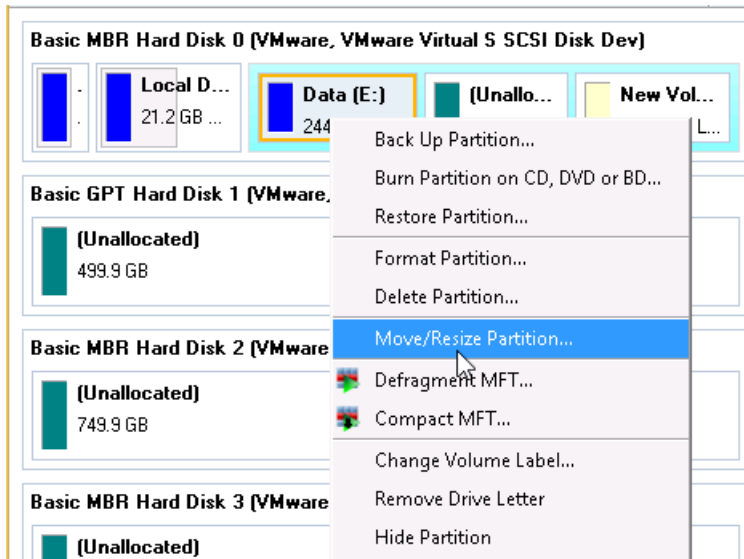 Basic MBR Hard Disk 0 (VMware, VMware Virtual S SCSI Disk Dev)
. Local D... Data (E:) (Unallo... New Vol...
. 21.2 GB ... 244 L...
Back Up Partition...
Burn Partition on CD, DVD or BD...
Basic GPT Hard Disk 1 (VMware,
Restore Partition...
(Unallocated)
499.9 GB
Format Partition...
Delete Partition...
Move/Resize Partition...
Basic MBR Hard Disk 2 (VMware
Defragment MFT...
(Unallocated)
749.9 GB
Compact MFT...
Change Volume Label...
Basic MBR Hard Disk 3 (VMware
Remove Drive Letter
Hide Partition
(Unallocated)